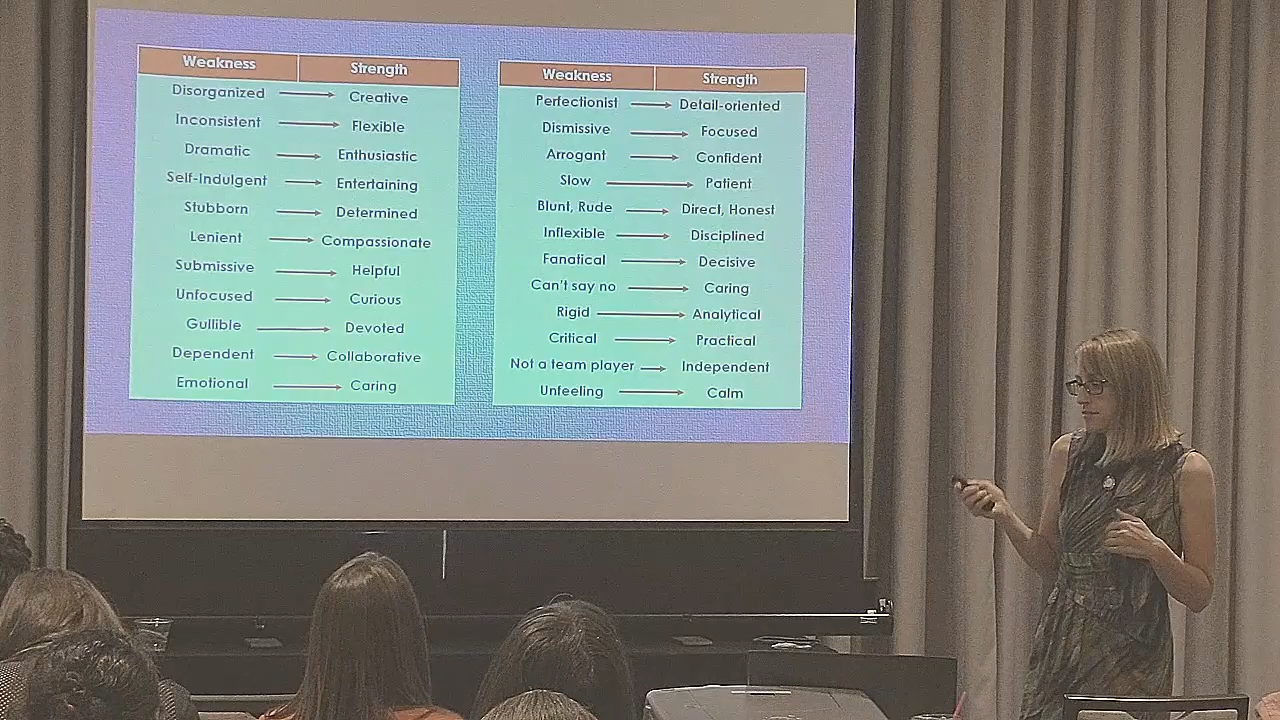 Weakness Strength
Disorganized Creative
Inconsistent Flexible
Dramatic Enthusiastic
Self-Indulgent Entertaining
Stubborn Determined
Lenient Compassionate
Submissive Helpful
Unfocused Curious
Gullible Devoted
Dependent Collaborative
Emotional Caring
Weakness Strength
Perfectionist Detail-oriented
Dismissive Focused
Arrogant Confident
Slow Patient
Blunt, Rude Direct, Honest
Inflexible Disciplined
Fanatical Decisive
Can't say no Caring
Rigid Analytical
Critical Practical
Not a team player Independent
Unfeeling Calm